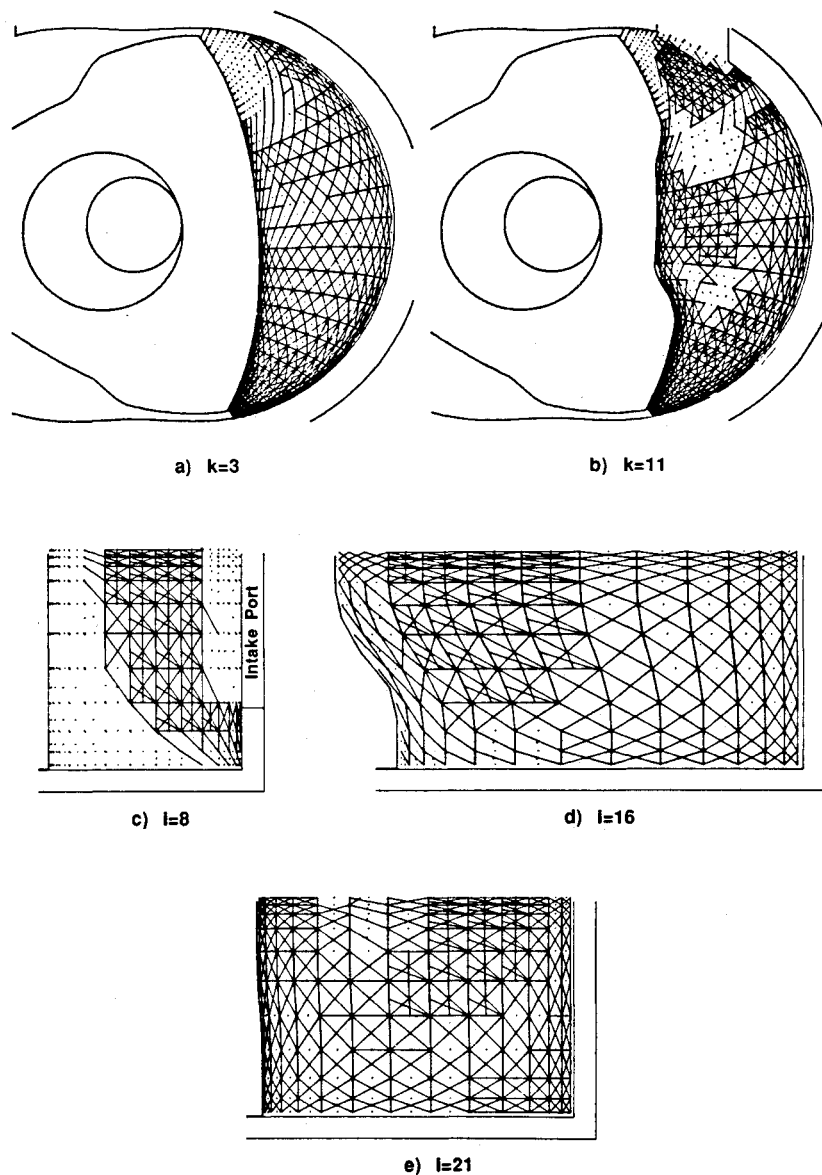 a) k=3
b) k=11
Intake Port
c) i=8
d) i=16
e) i=21